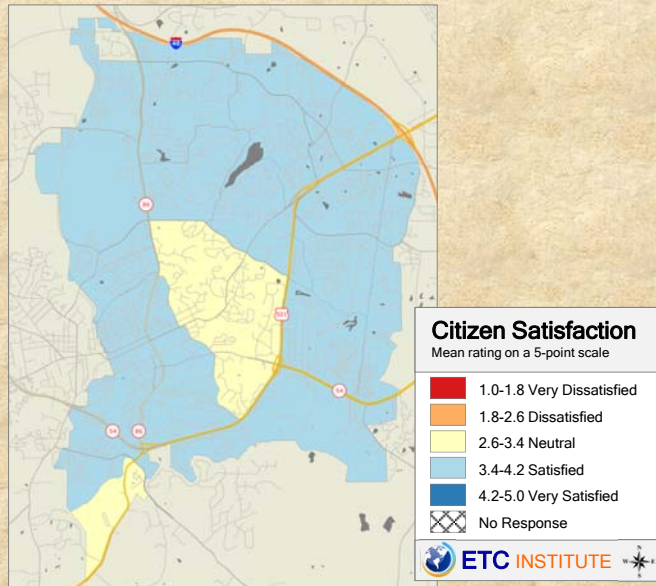 40
86
501
54
54
86
Citizen Satisfaction
Mean rating on a 5-point scale
1.0-1.8 Very Dissatisfied
1.8-2.6 Dissatisfied
2.6-3.4 Neutral
3.4-4.2 Satisfied
4.2-5.0 Very Satisfied
No Response
ETC INSTITUTE
N
W E
S